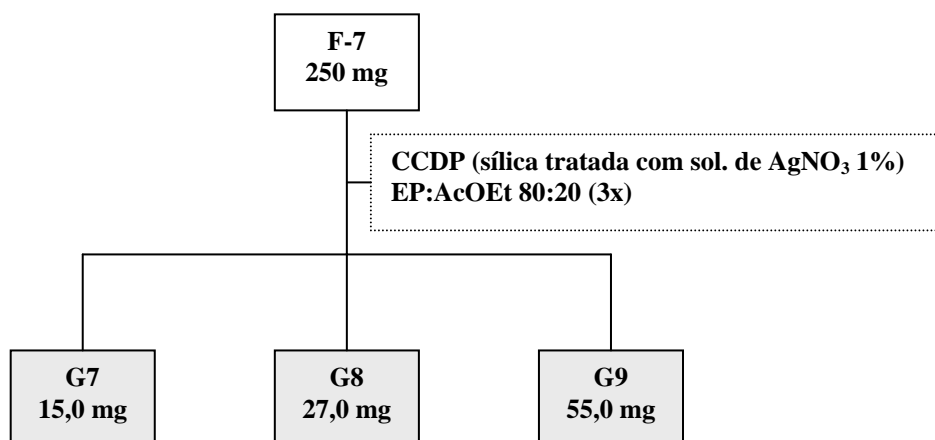 F-7
250 mg
CCDP (sílica tratada com sol. de AgNO₃ 1%)
EP:AcOEt 80:20 (3x)
G7
15,0 mg
G8
27,0 mg
G9
55,0 mg